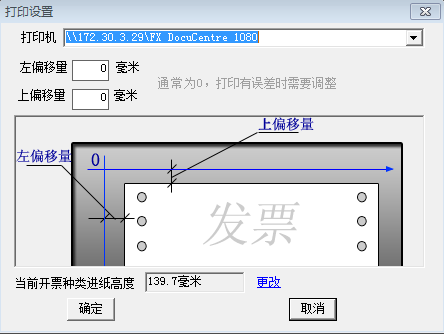 打印设置
打印机 \\172.30.3.29\FX DocuCentre 1080
左偏移量 0 毫米
通常为0，打印有误差时需要调整
上偏移量 0 毫米
上偏移量
左偏移量 0
发票
当前开票种类进纸高度 139.7毫米 更改
确定 取消